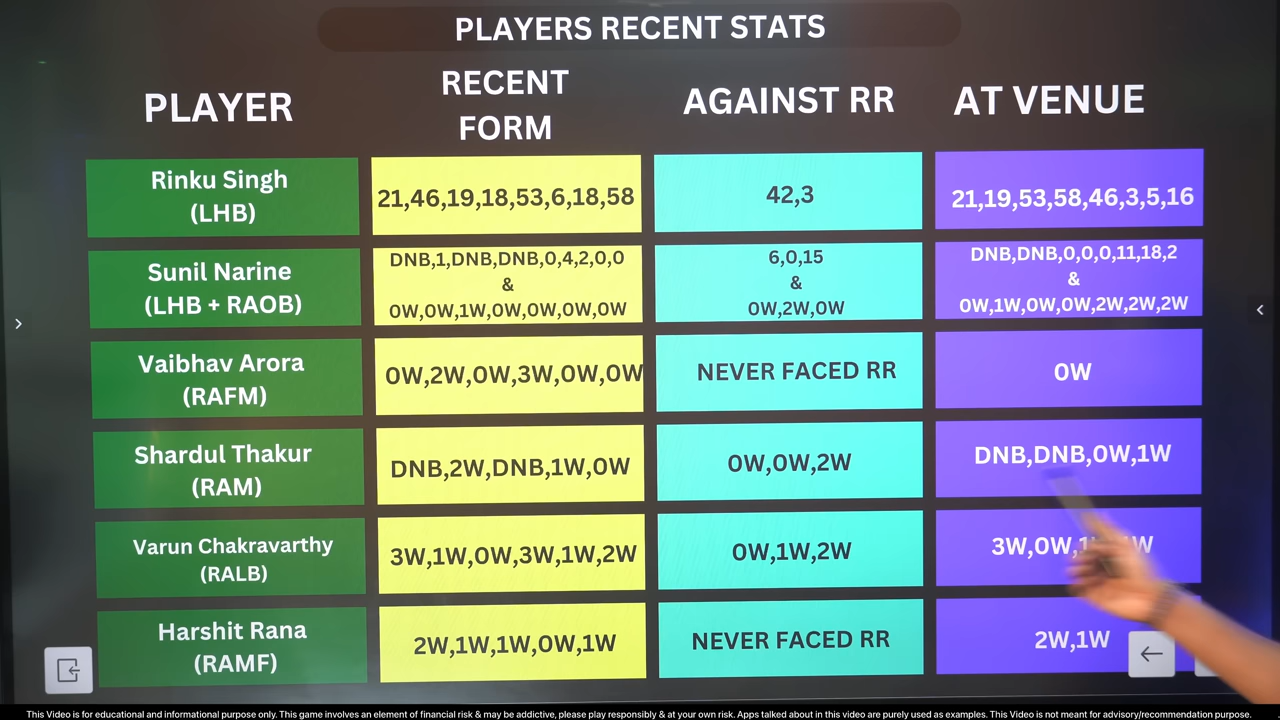 PLAYERS RECENT STATS
PLAYER
RECENT
FORM
AGAINST RR
AT VENUE
Rinku Singh
(LHB)
21,46,19,18,53,6,18,58
42,3
21,19,53,58,46,3,5,16
Sunil Narine
(LHB + RAOB)
DNB,1,DNB,DNB,0,4,2,0,0
&
0W,0W,1W,0W,0W,0W,0W
6,0,15
&
0W,2W,0W
DNB,DNB,0,0,0,11,18,2
&
0W,1W,0W,0W,2W,2W,2W
Vaibhav Arora
(RAFM)
0W,2W,0W,3W,0W,0W
NEVER FACED RR
0W
Shardul Thakur
(RAM)
DNB,2W,DNB,1W,0W
0W,0W,2W
DNB,DNB,0W,1W
Varun Chakravarthy
(RALB)
3W,1W,0W,3W,1W,2W
0W,1W,2W
3W,0W,
Harshit Rana
(RAMF)
2W,1W,1W,0W,1W
NEVER FACED RR
2W,1W
This Video is for educational and informational purpose only. This game involves an element of financial risk & may be addictive, please play responsibly & at your own risk. Apps talked about in this video are purely used as examples. This Video is not meant for advisory/recommendation purpose.